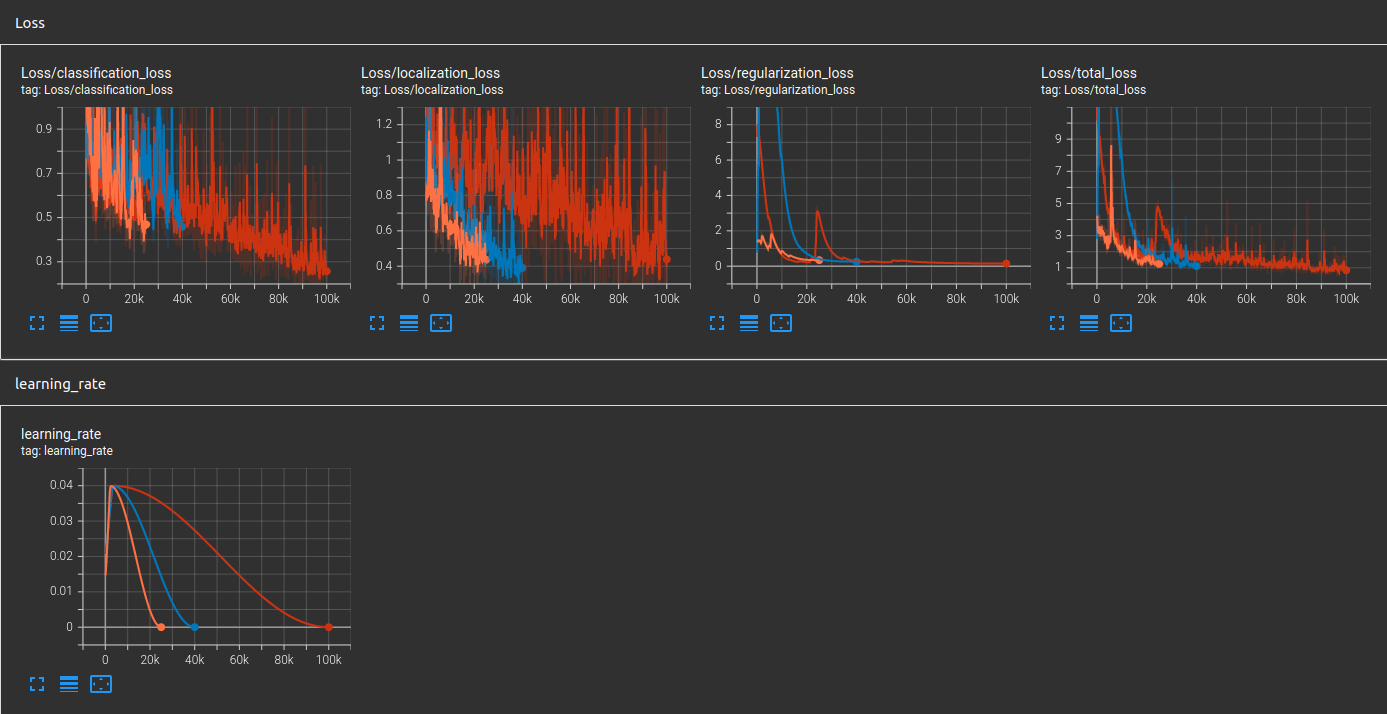 Loss
Loss/classification_loss
tag: Loss/classification_loss
0.9
0.7
0.5
0.3
0 20k 40k 60k 80k 100k
Loss/localization_loss
tag: Loss/localization_loss
1.2
1
0.8
0.6
0.4
0 20k 40k 60k 80k 100k
Loss/regularization_loss
tag: Loss/regularization_loss
8
6
4
2
0
0 20k 40k 60k 80k 100k
Loss/total_loss
tag: Loss/total_loss
9
7
5
3
1
0 20k 40k 60k 80k 100k
learning_rate
learning_rate
tag: learning_rate
0.04
0.03
0.02
0.01
0
0 20k 40k 60k 80k 100k